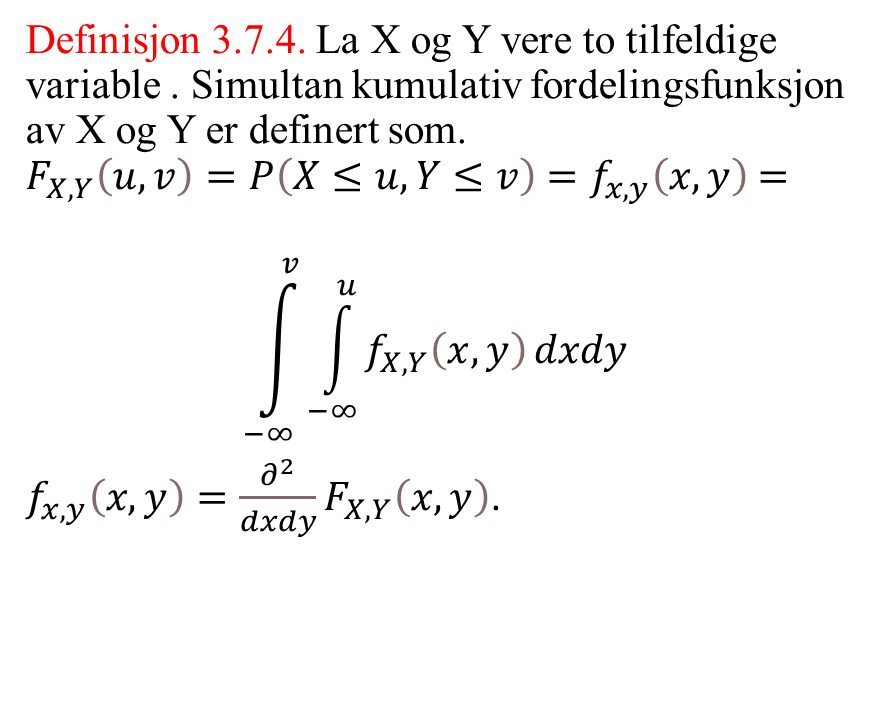 Definisjon 3.7.4. La X og Y vere to tilfeldige
variable . Simultan kumulativ fordelingsfunksjon
av X og Y er definert som.
F_{X,Y}(u, v) = P(X ≤ u, Y ≤ v) = f_{x,y}(x, y) =
∫_{−∞}^{v} ∫_{−∞}^{u} f_{X,Y}(x, y) dxdy
f_{x,y}(x, y) = \frac{∂^2}{dxdy} F_{X,Y}(x, y).